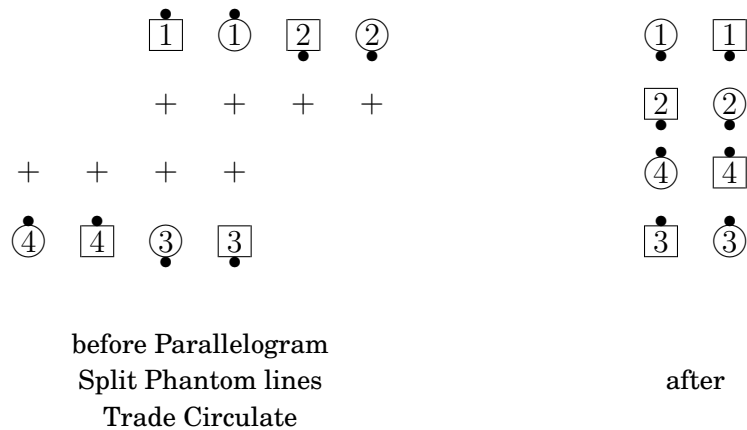 1 1 2 2 1 1
+ + + + 2 2
+ + + + 4 4
4 4 3 3 3 3
before Parallelogram
Split Phantom lines after
Trade Circulate